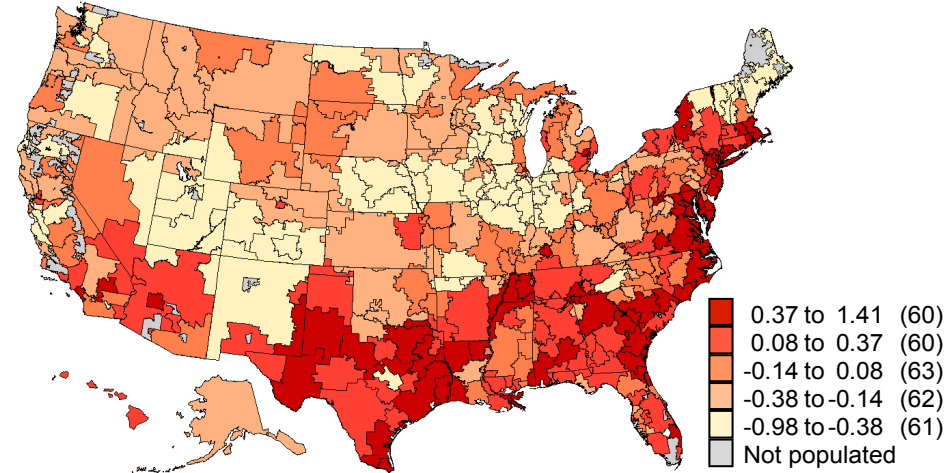 0.37 to 1.41 (60)
0.08 to 0.37 (60)
-0.14 to 0.08 (63)
-0.38 to -0.14 (62)
-0.98 to -0.38 (61)
Not populated